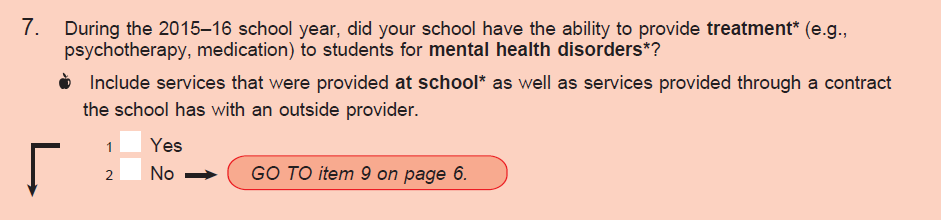 7. During the 2015–16 school year, did your school have the ability to provide treatment* (e.g.,
psychotherapy, medication) to students for mental health disorders*?
Include services that were provided at school* as well as services provided through a contract
the school has with an outside provider.
1 Yes
2 No GO TO item 9 on page 6.